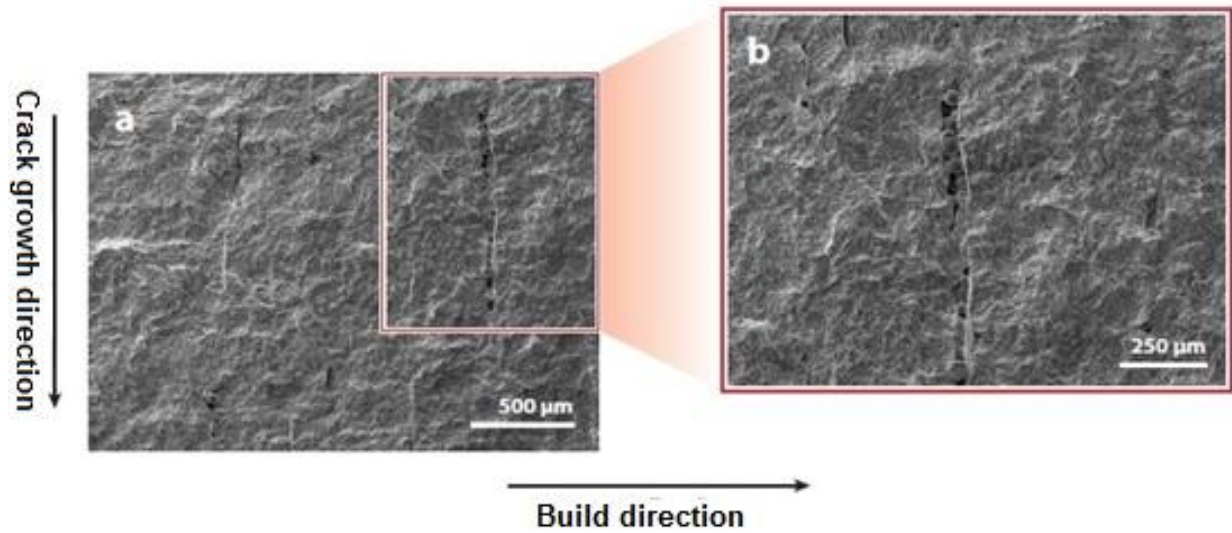 Crack growth direction
a
500 µm
b
250 µm
Build direction